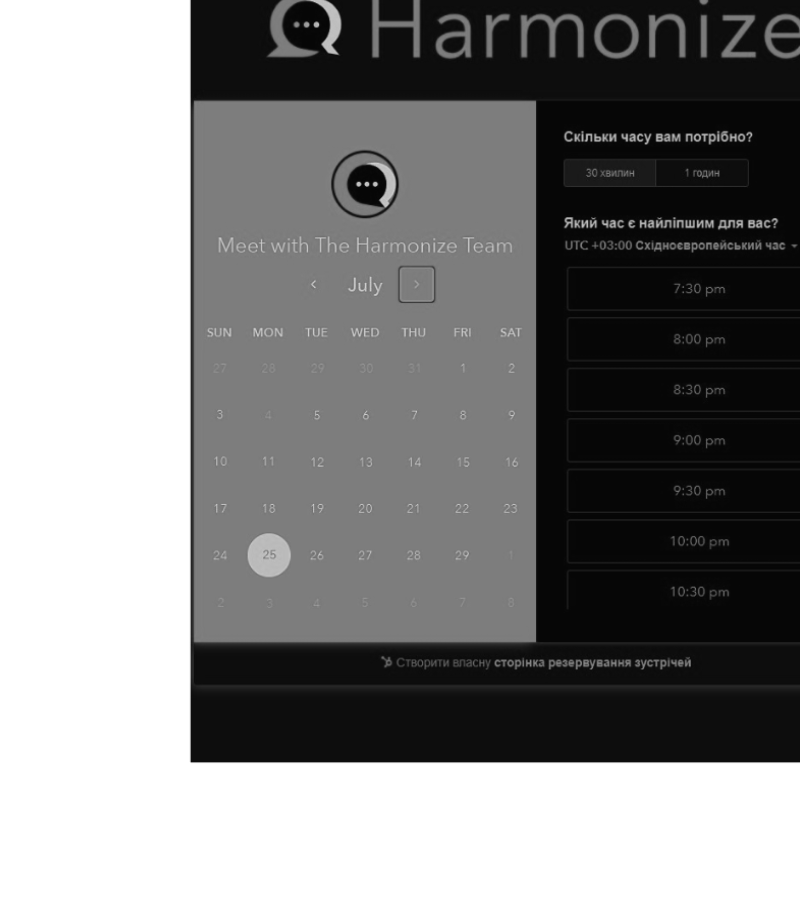 Harmonize
Meet with The Harmonize Team
July
SUN MON TUE WED THU FRI SAT
27 28 29 30 31 1 2
3 4 5 6 7 8 9
10 11 12 13 14 15 16
17 18 19 20 21 22 23
24 25 26 27 28 29 1
2 3 4 5 6 7 8
Скільки часу вам потрібно?
30 хвилин 1 годин
Який час є найліпшим для вас?
UTC +03:00 Східноєвропейський час
7:30 pm
8:00 pm
8:30 pm
9:00 pm
9:30 pm
10:00 pm
10:30 pm
Створити власну сторінка резервування зустрічей